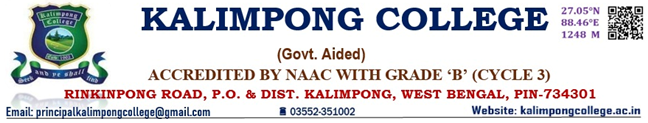 Kalimpong College
Estd: 1962
Seek and ye shall find
KALIMPONG COLLEGE
27.05°N
88.46°E
1248 M
(Govt. Aided)
ACCREDITED BY NAAC WITH GRADE ‘B’ (CYCLE 3)
RINKINPONG ROAD, P.O. & DIST. KALIMPONG, WEST BENGAL, PIN-734301
Email: principalkalimpongcollege@gmail.com
☎ 03552-351002
Website: kalimpongcollege.ac.in